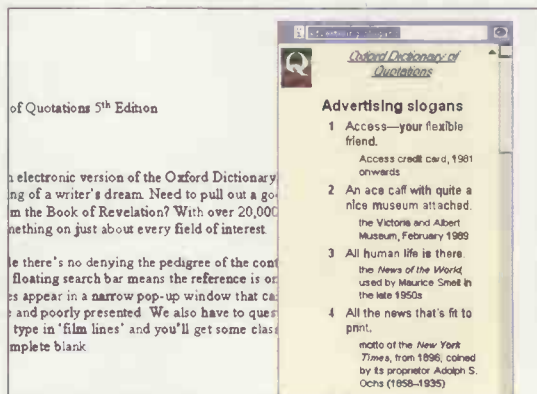 of Quotations 5th Edition
electronic version of the Oxford Dictionary
ng of a writer's dream. Need to pull out a go
m the Book of Revelation? With over 20,000
nething on just about every field of interest
le there's no denying the pedigree of the cont
floating search bar means the reference is on
es appear in a narrow pop-up window that ca
e and poorly presented. We also have to ques
type in 'film lines' and you'll get some clas
mplete blank
advertising slogans
Q
Oxford Dictionary of
Quotations
Advertising slogans
1 Access—your flexible
friend.
Access credit card, 1981
onwards
2 An ace caff with quite a
nice museum attached.
the Victoria and Albert
Museum, February 1989
3 All human life is there.
the News of the World,
used by Maurice Smelt in
the late 1950s
4 All the news that's fit to
print.
motto of the New York
Times, from 1896; coined
by its proprietor Adolph S.
Ochs (1858–1935)